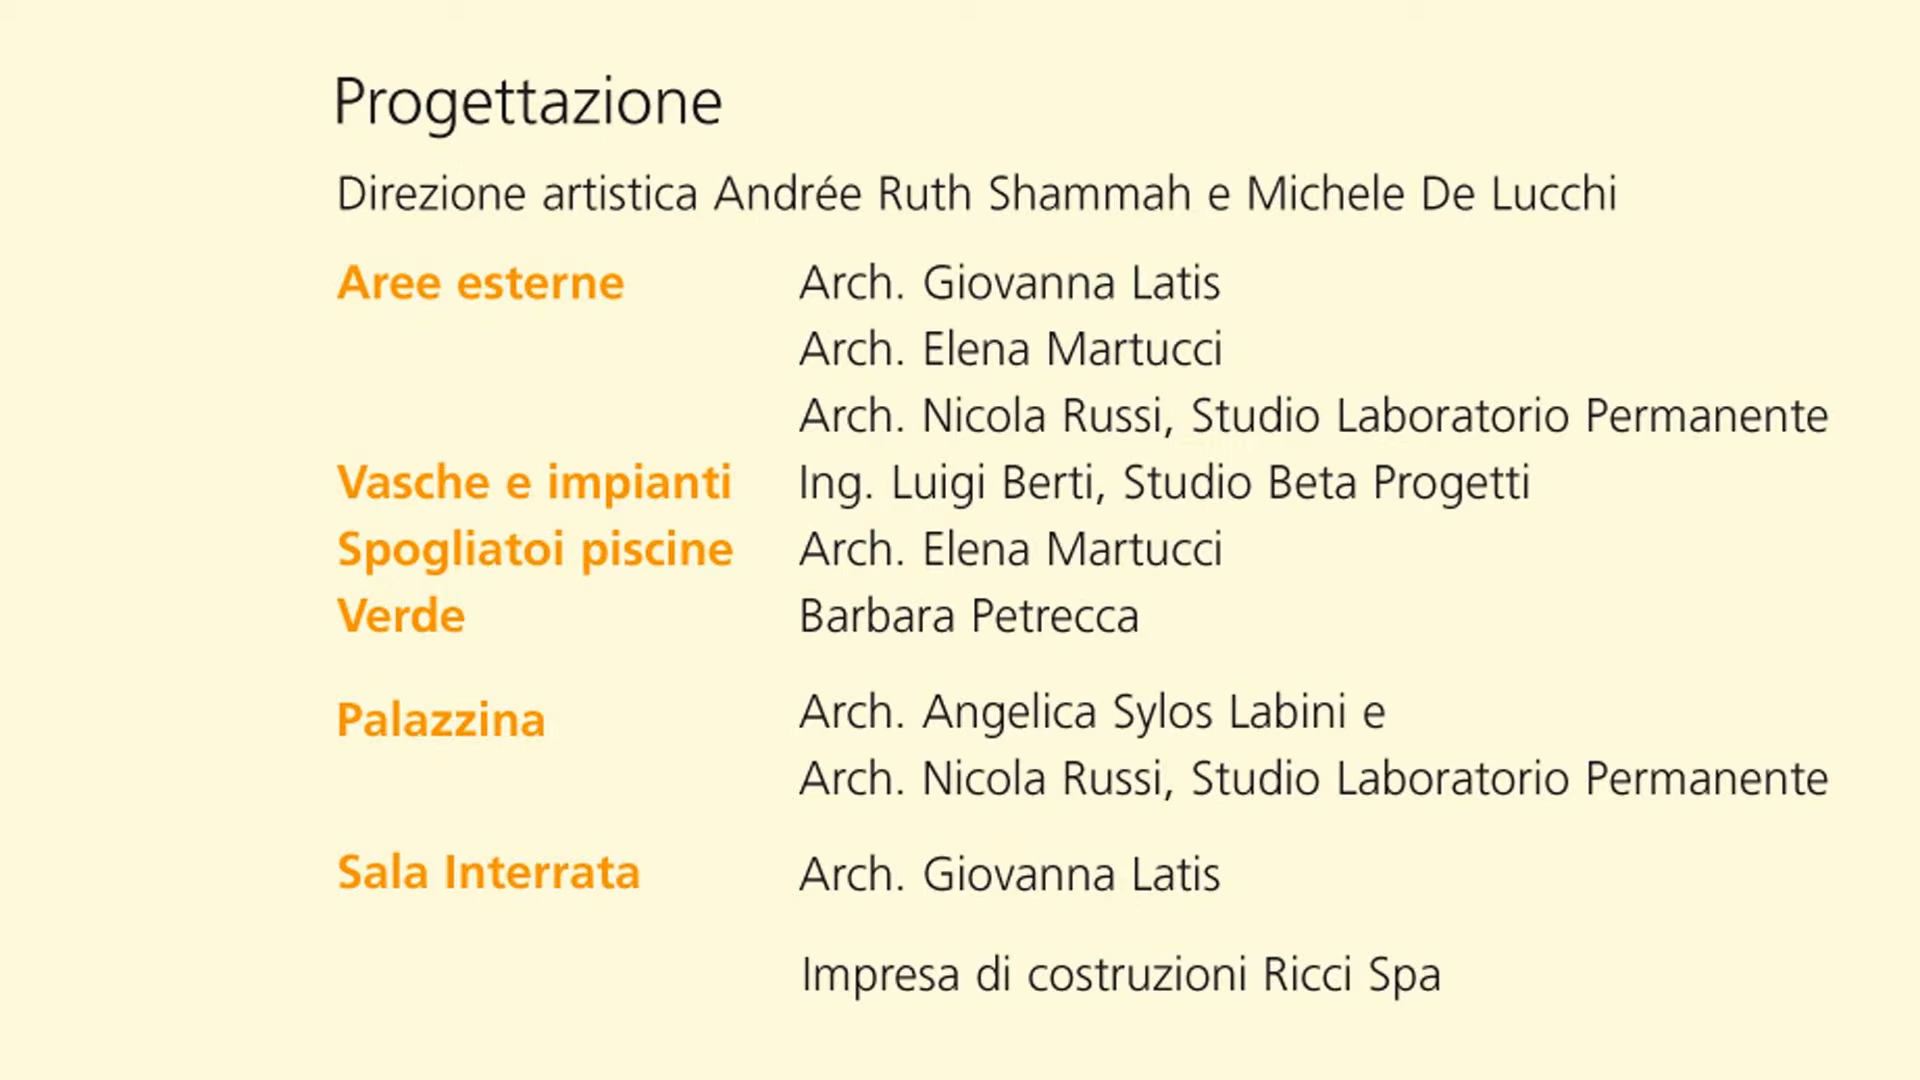 Progettazione
Direzione artistica Andrée Ruth Shammah e Michele De Lucchi
Aree esterne Arch. Giovanna Latis
Arch. Elena Martucci
Arch. Nicola Russi, Studio Laboratorio Permanente
Vasche e impianti Ing. Luigi Berti, Studio Beta Progetti
Spogliatoi piscine Arch. Elena Martucci
Verde Barbara Petrecca
Palazzina Arch. Angelica Sylos Labini e
Arch. Nicola Russi, Studio Laboratorio Permanente
Sala Interrata Arch. Giovanna Latis
Impresa di costruzioni Ricci Spa